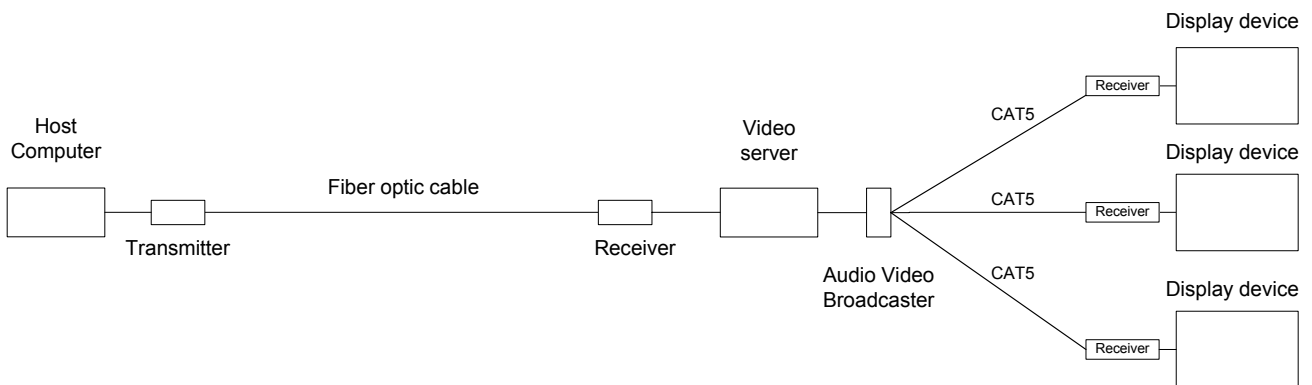 Host
Computer
Transmitter
Fiber optic cable
Receiver
Video
server
Audio Video
Broadcaster
CAT5
CAT5
CAT5
Display device
Receiver
Display device
Receiver
Display device
Receiver